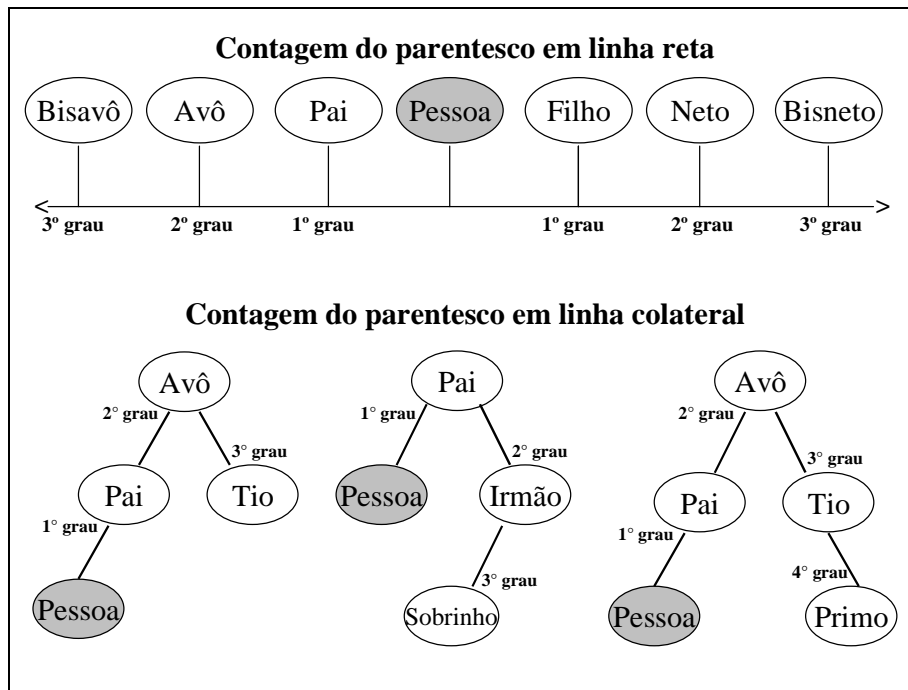 Contagem do parentesco em linha reta
Bisavô Avô Pai Pessoa Filho Neto Bisneto
3º grau 2º grau 1º grau 1º grau 2º grau 3º grau
Contagem do parentesco em linha colateral
Avô
2° grau
3° grau
Pai Tio
1° grau
Pessoa
Pai
1° grau
2° grau
Pessoa Irmão
3° grau
Sobrinho
Avô
2° grau
3° grau
Pai Tio
1° grau
4° grau
Pessoa Primo